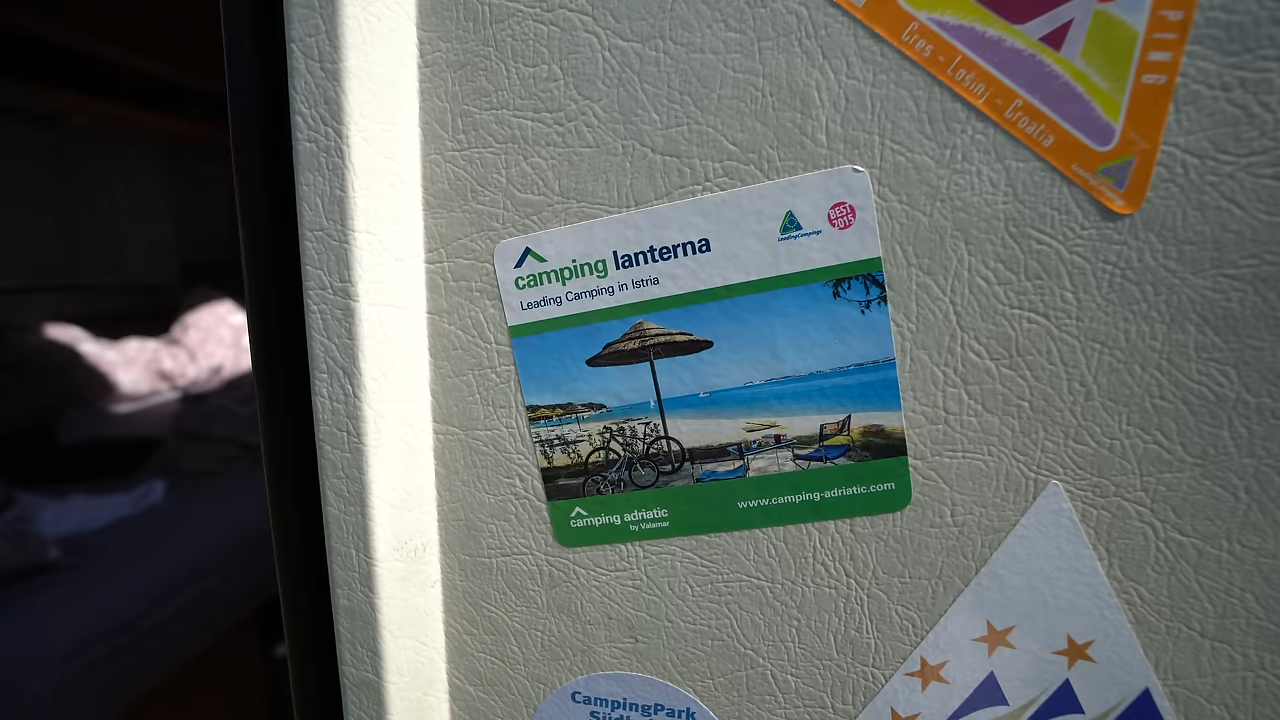 PING
Cres - Lošinj - Croatia
LeadingCampings
BEST
2015
camping lanterna
Leading Camping in Istria
www.camping-adriatic.com
camping adriatic
by Valamar
CampingPark